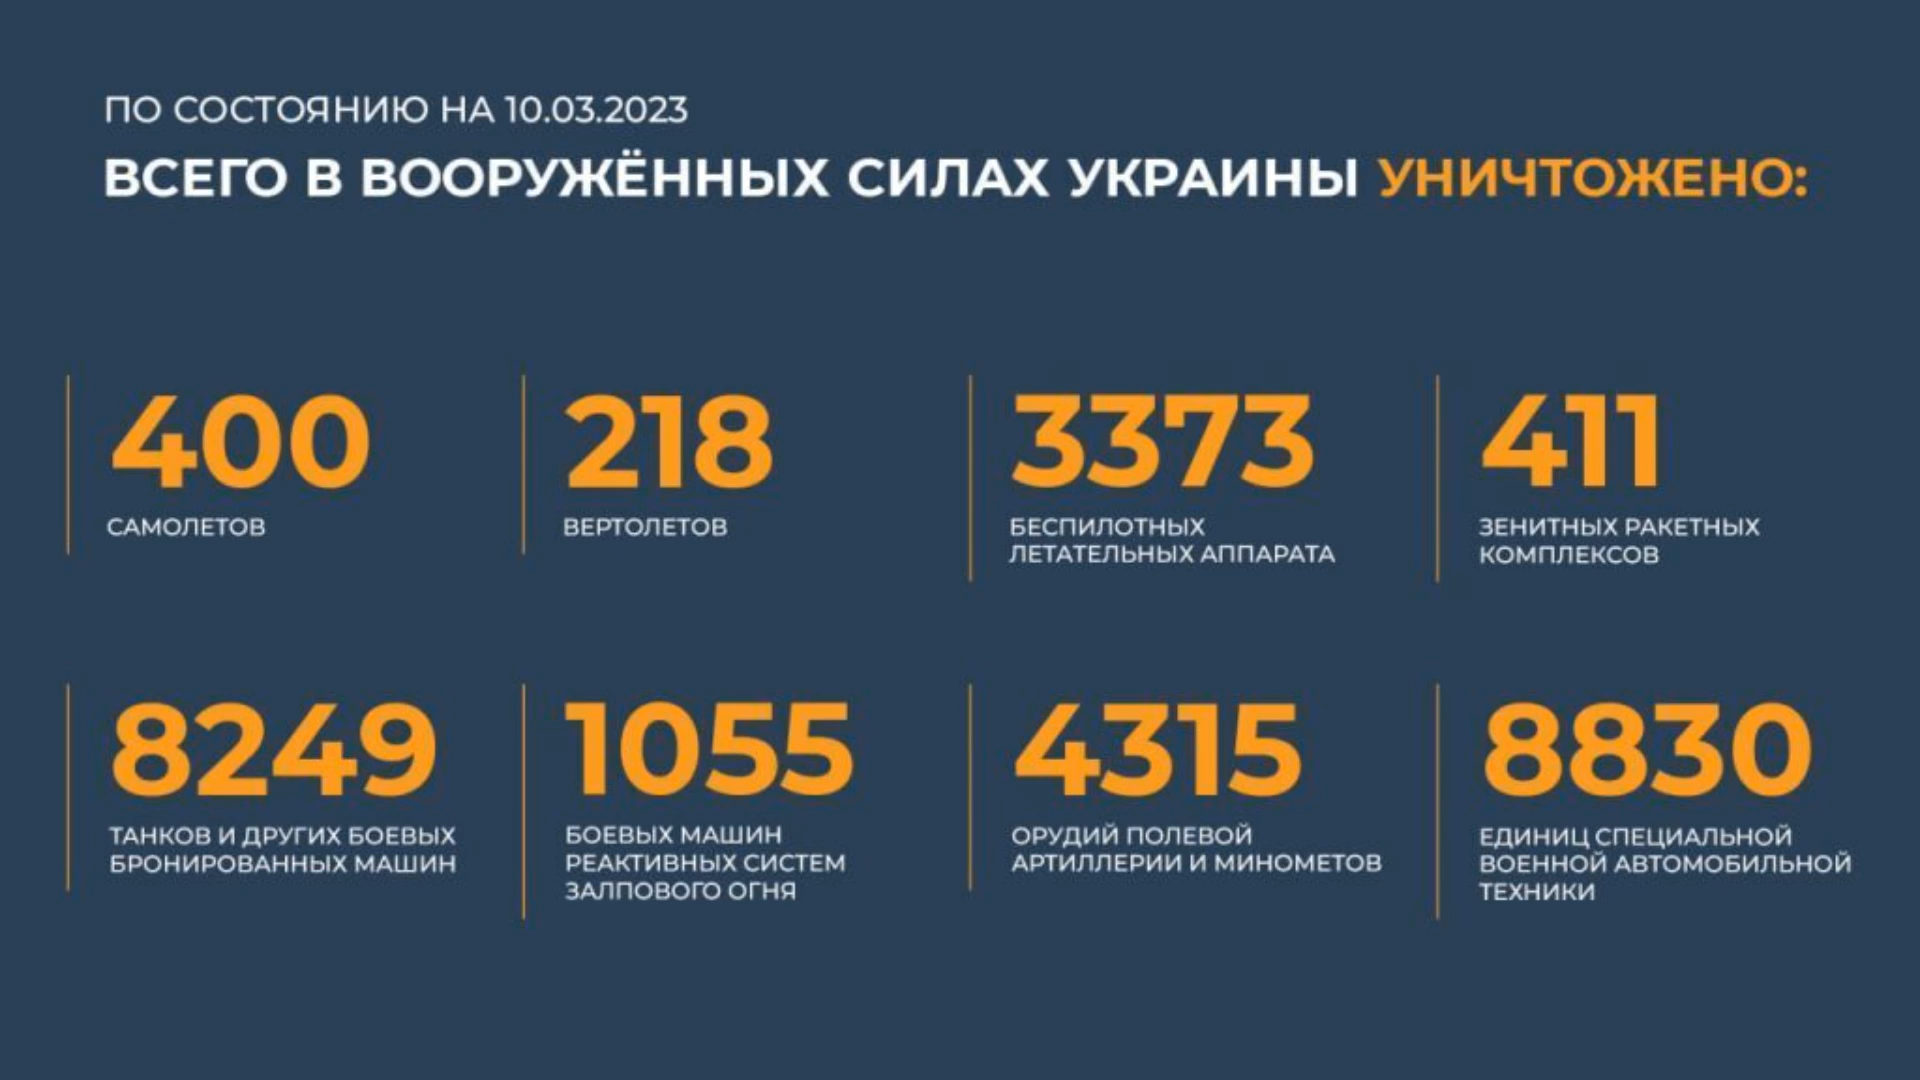 ПО СОСТОЯНИЮ НА 10.03.2023
ВСЕГО В ВООРУЖЁННЫХ СИЛАХ УКРАИНЫ УНИЧТОЖЕНО:
400
САМОЛЕТОВ
218
ВЕРТОЛЕТОВ
3373
БЕСПИЛОТНЫХ
ЛЕТАТЕЛЬНЫХ АППАРАТА
411
ЗЕНИТНЫХ РАКЕТНЫХ
КОМПЛЕКСОВ
8249
ТАНКОВ И ДРУГИХ БОЕВЫХ
БРОНИРОВАННЫХ МАШИН
1055
БОЕВЫХ МАШИН
РЕАКТИВНЫХ СИСТЕМ
ЗАЛПОВОГО ОГНЯ
4315
ОРУДИЙ ПОЛЕВОЙ
АРТИЛЛЕРИИ И МИНОМЕТОВ
8830
ЕДИНИЦ СПЕЦИАЛЬНОЙ
ВОЕННОЙ АВТОМОБИЛЬНОЙ
ТЕХНИКИ